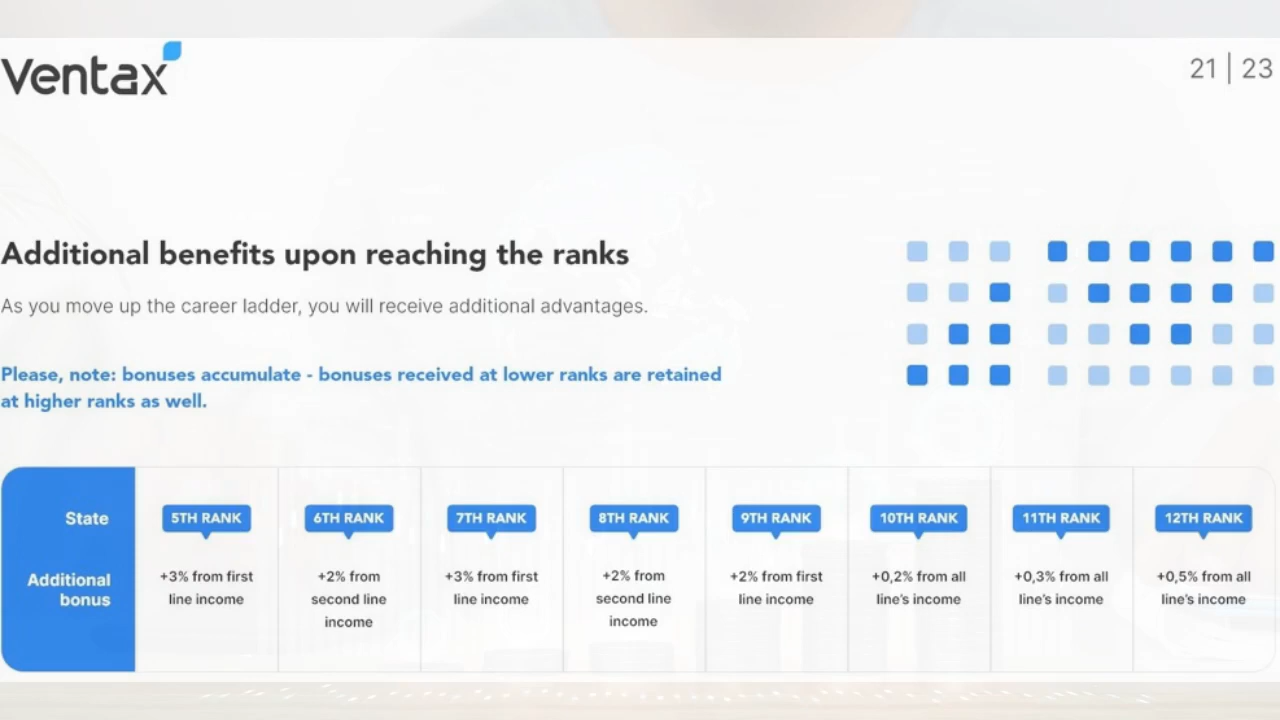 Ventax
21 | 23
Additional benefits upon reaching the ranks
As you move up the career ladder, you will receive additional advantages.
Please, note: bonuses accumulate - bonuses received at lower ranks are retained
at higher ranks as well.
State
5TH RANK
6TH RANK
7TH RANK
8TH RANK
9TH RANK
10TH RANK
11TH RANK
12TH RANK
Additional
bonus
+3% from first
line income
+2% from
second line
income
+3% from first
line income
+2% from
second line
income
+2% from first
line income
+0,2% from all
line's income
+0,3% from all
line's income
+0,5% from all
line's income